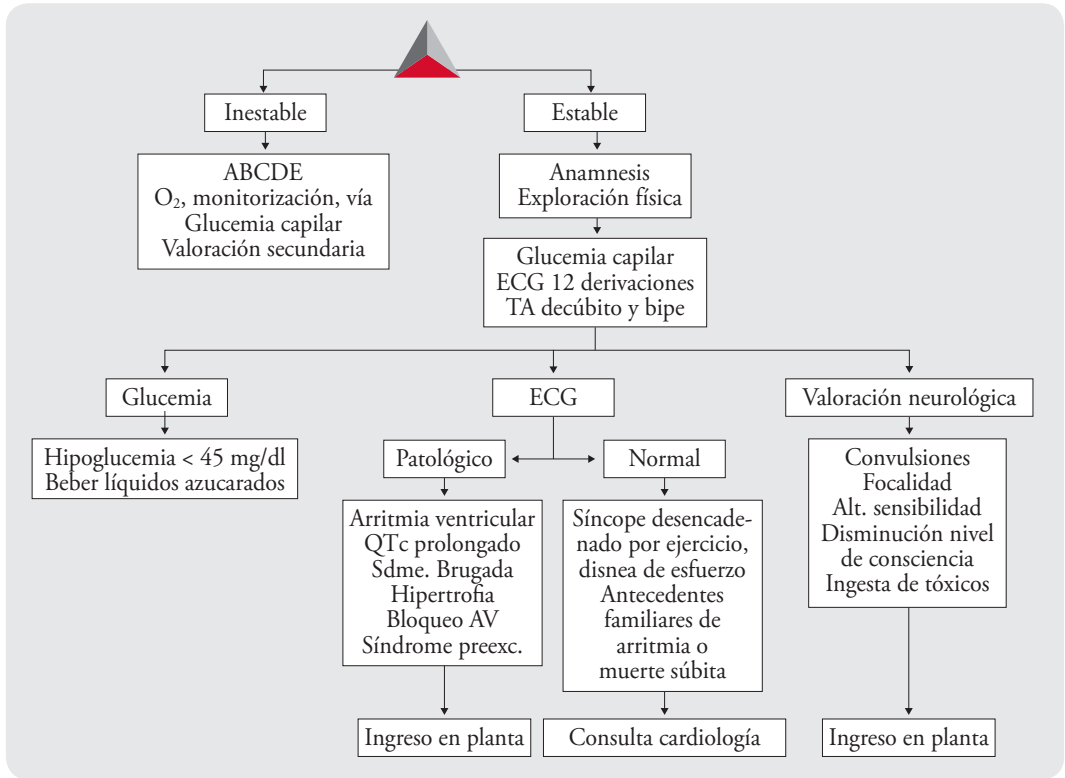 Inestable
Estable
ABCDE
O₂, monitorización, vía
Glucemia capilar
Valoración secundaria
Anamnesis
Exploración física
Glucemia capilar
ECG 12 derivaciones
TA decúbito y bipe
Glucemia
ECG
Valoración neurológica
Hipoglucemia < 45 mg/dl
Beber líquidos azucarados
Patológico
Normal
Convulsiones
Focalidad
Alt. sensibilidad
Disminución nivel
de consciencia
Ingesta de tóxicos
Arritmia ventricular
QTc prolongado
Sdme. Brugada
Hipertrofia
Bloqueo AV
Síndrome preexc.
Síncope desencade-
nado por ejercicio,
disnea de esfuerzo
Antecedentes
familiares de
arritmia o
muerte súbita
Ingreso en planta
Consulta cardiología
Ingreso en planta